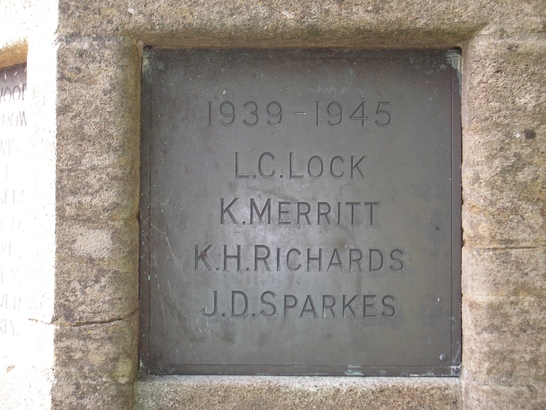 1939-1945
L.C.LOCK
K.MERRITT
K.H.RICHARDS
J.D.SPARKES